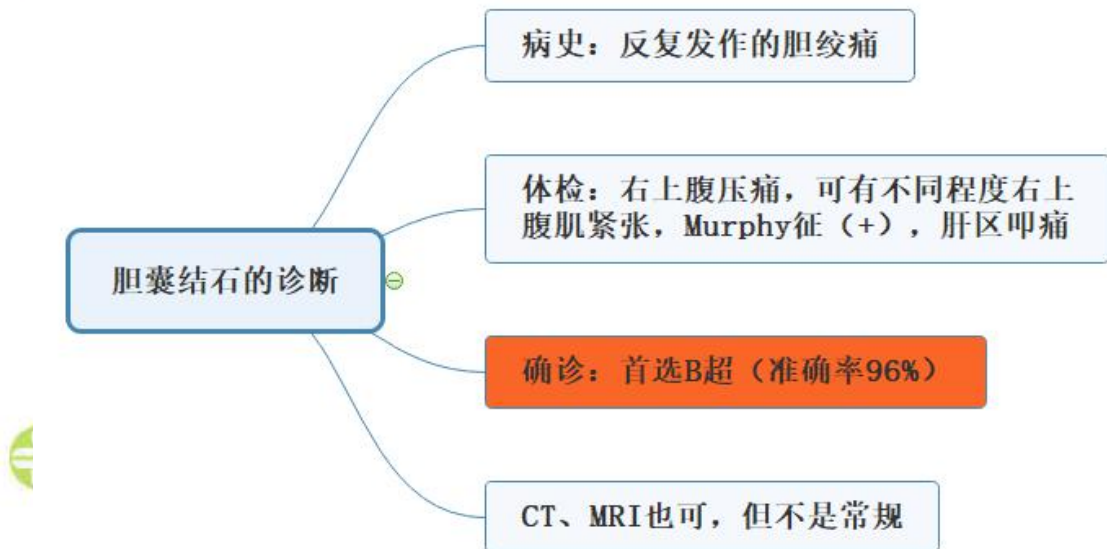 病史：反复发作的胆绞痛
体检：右上腹压痛，可有不同程度右上
腹肌紧张，Murphy征（+），肝区叩痛
胆囊结石的诊断
确诊：首选B超（准确率96%）
CT、MRI也可，但不是常规